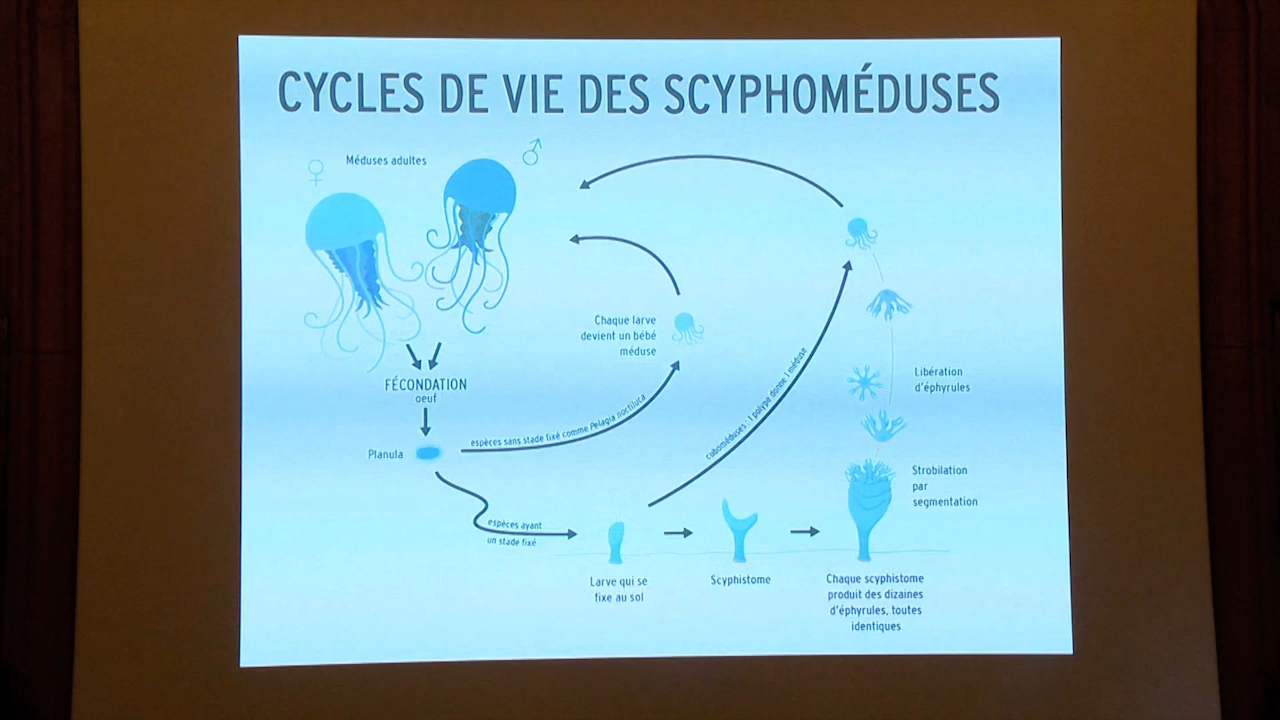 CYCLES DE VIE DES SCYPHOMÉDUSES
♀
Méduses adultes
♂
Chaque larve
devient un bébé
méduse
FÉCONDATION
oeuf
Planula
espèces sans stade fixé comme Pelagia noctiluca
cuboméduses : 1 polype donne 1 méduse
Libération
d'éphyrules
Strobilation
par
segmentation
espèces ayant
un stade fixé
Larve qui se
fixe au sol
Scyphistome
Chaque scyphistome
produit des dizaines
d'éphyrules, toutes
identiques